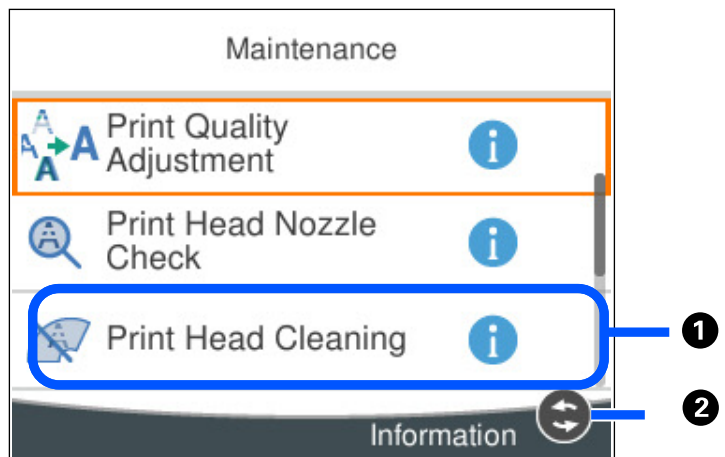 Maintenance
Print Quality
Adjustment
Print Head Nozzle
Check
Print Head Cleaning
1
Information
2